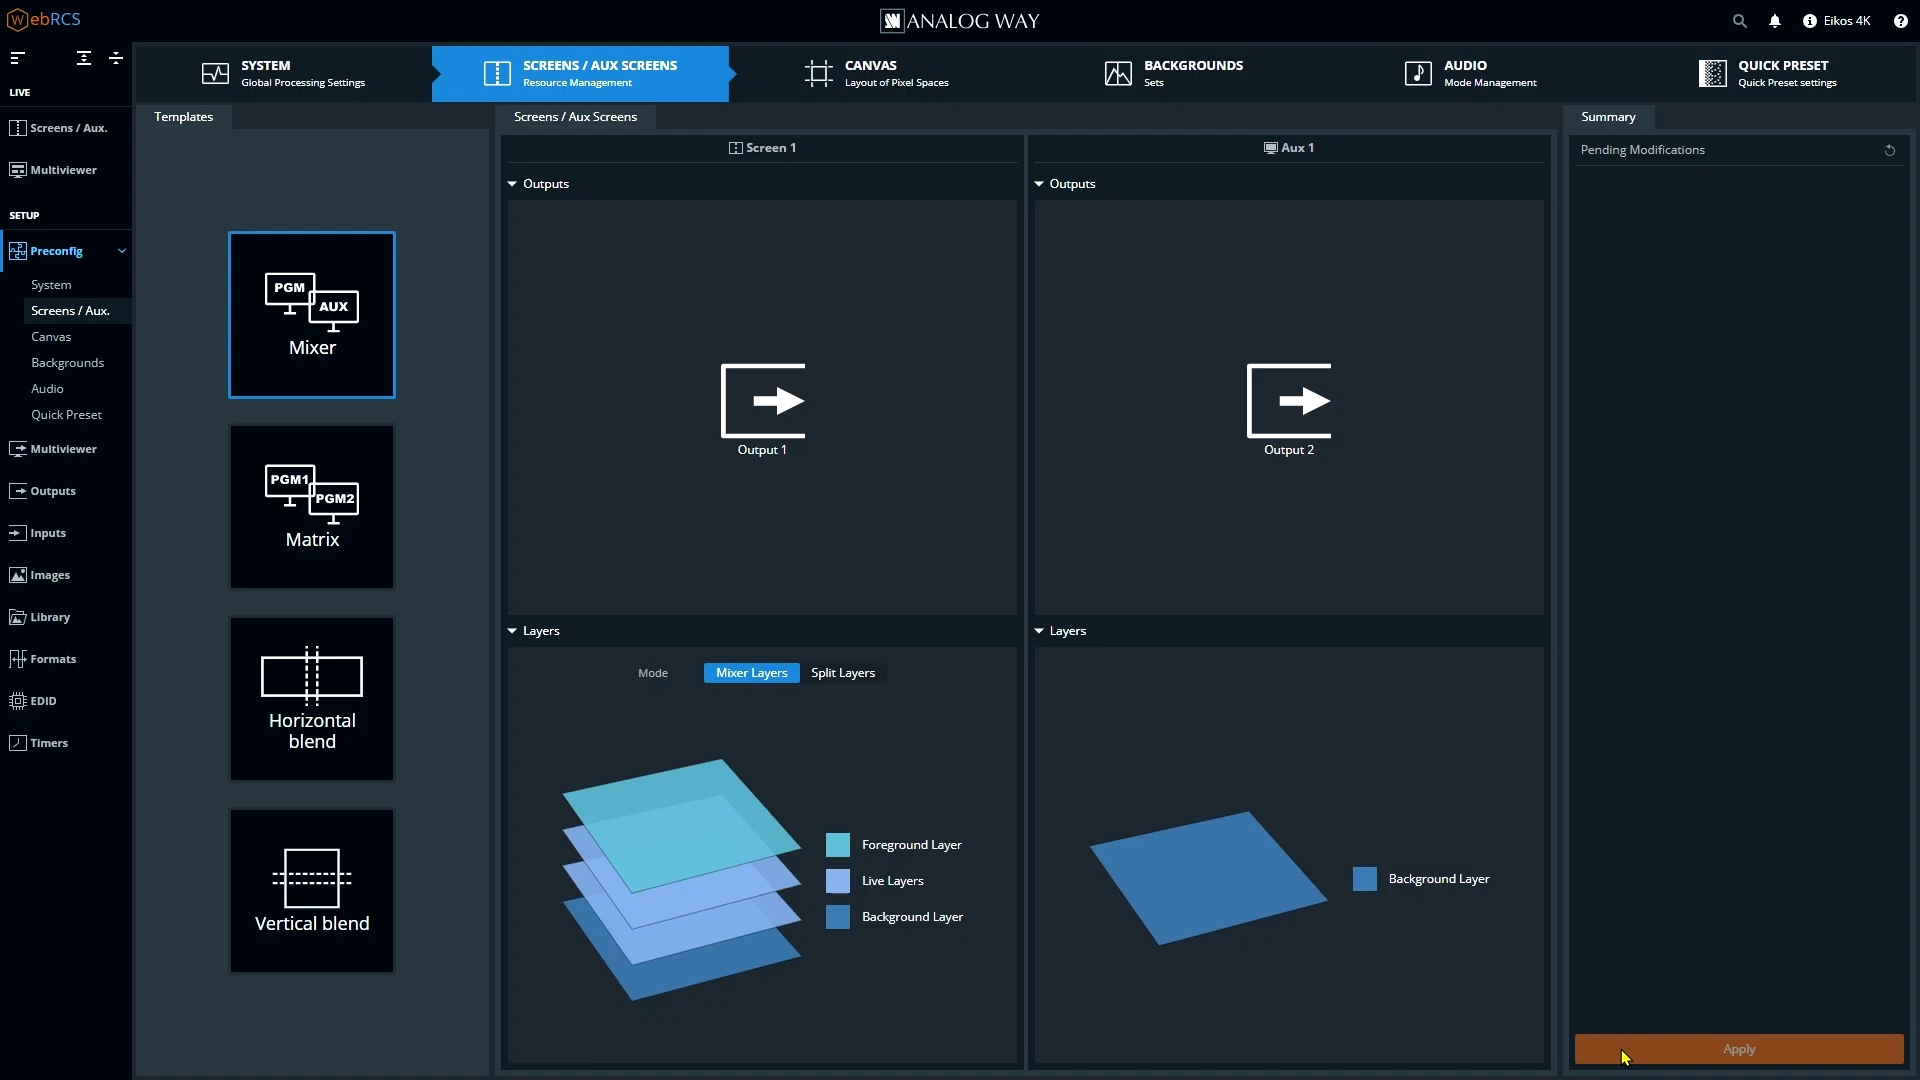 WebRCS
ANALOG WAY
Eikos 4K
LIVE
Screens / Aux.
Multiviewer
SETUP
Preconfig
System
Screens / Aux.
Canvas
Backgrounds
Audio
Quick Preset
Multiviewer
Outputs
Inputs
Images
Library
Formats
EDID
Timers
SYSTEM
Global Processing Settings
SCREENS / AUX SCREENS
Resource Management
CANVAS
Layout of Pixel Spaces
BACKGROUNDS
Sets
AUDIO
Mode Management
QUICK PRESET
Quick Preset settings
Templates
PGM
AUX
Mixer
PGM1
PGM2
Matrix
Horizontal
blend
Vertical blend
Screens / Aux Screens
Screen 1
Outputs
Output 1
Layers
Mode
Mixer Layers
Split Layers
Foreground Layer
Live Layers
Background Layer
Aux 1
Outputs
Output 2
Layers
Background Layer
Summary
Pending Modifications
Apply